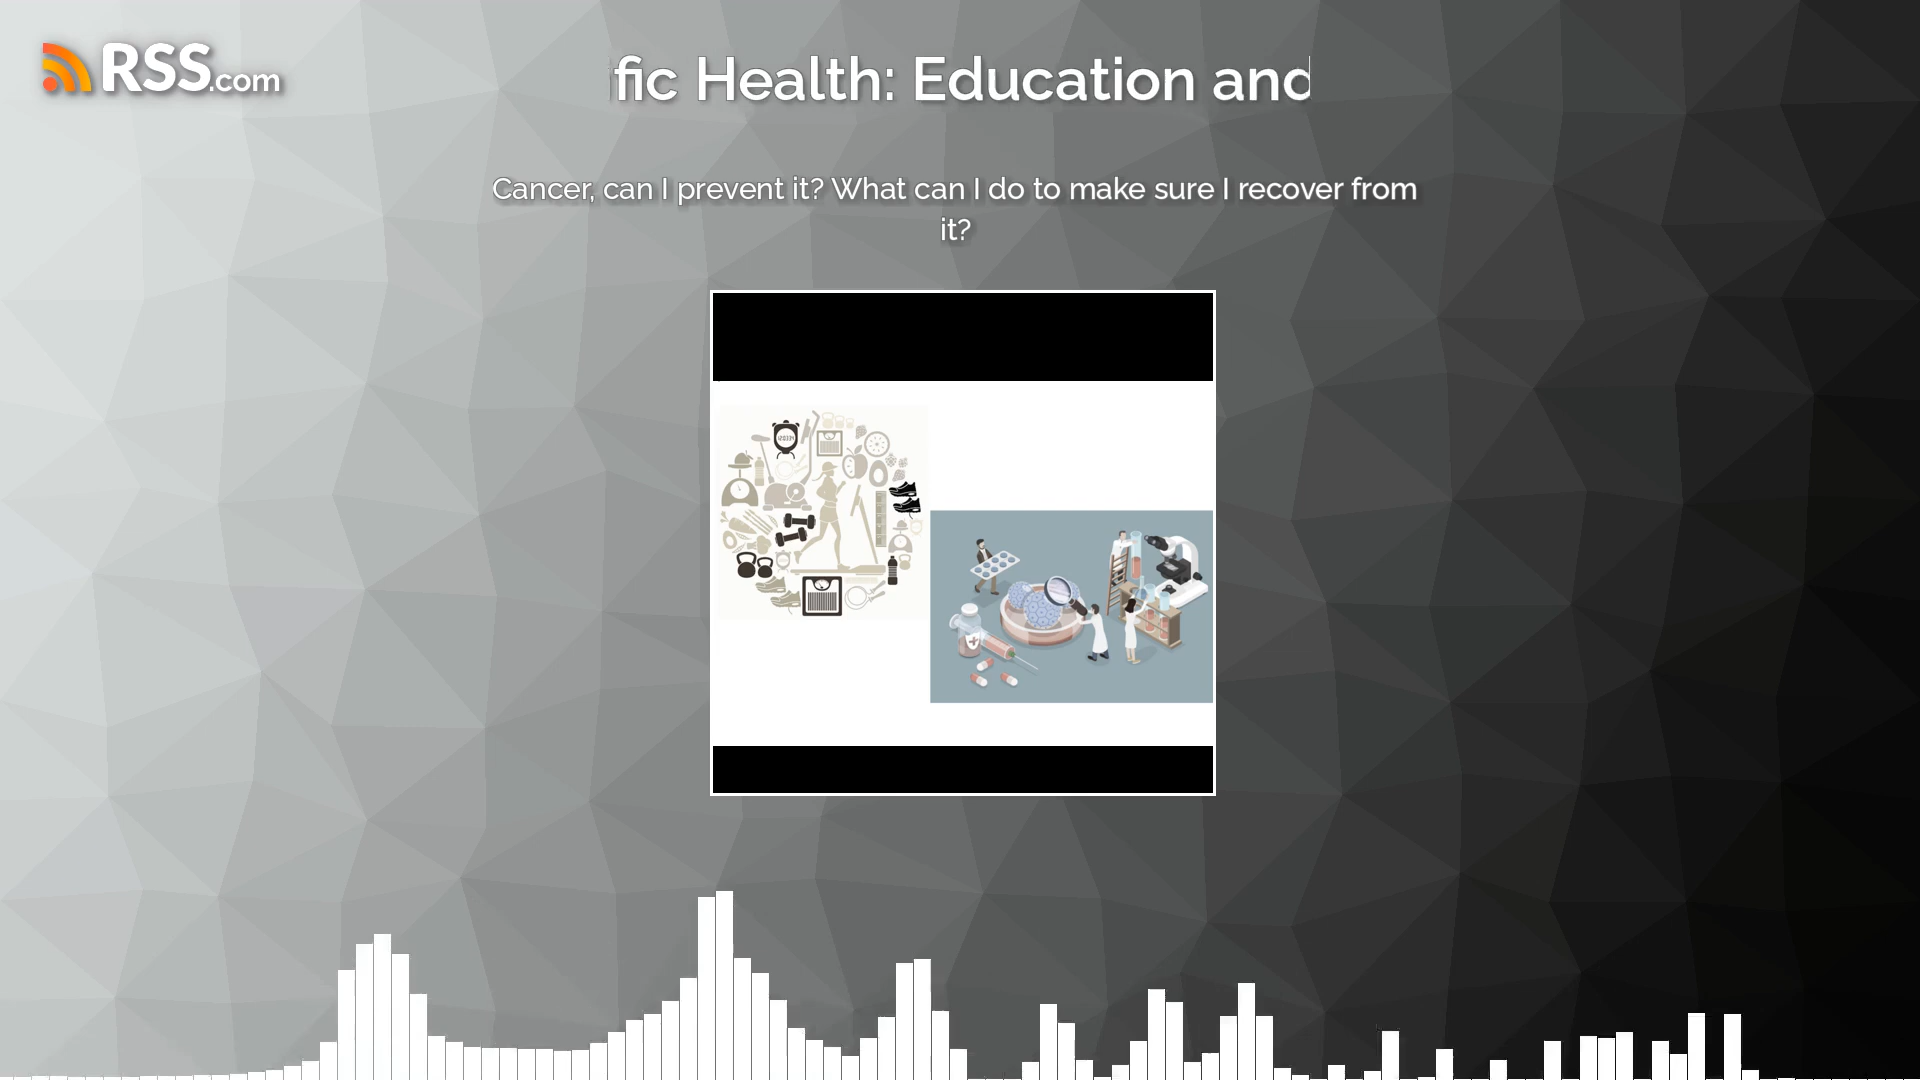 RSS.com
fic Health: Education and
Cancer, can I prevent it? What can I do to make sure I recover from
it?